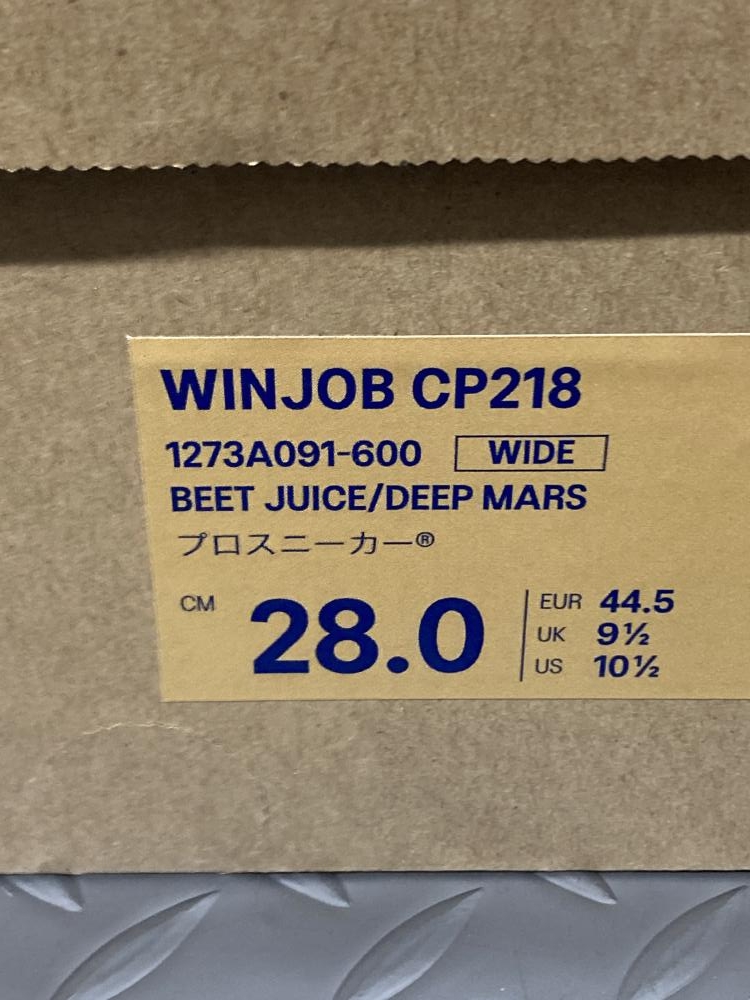 WINJOB CP218
1273A091-600 WIDE
BEET JUICE/DEEP MARS
プロスニーカー®
CM 28.0
EUR 44.5
UK 9½
US 10½